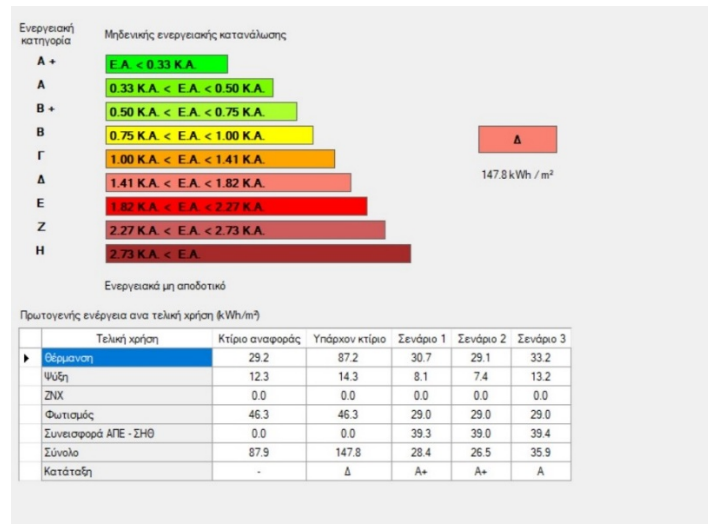 Ενεργειακή κατηγορία
Μηδενικής ενεργειακής κατανάλωσης
Α + Ε.Α. < 0.33 Κ.Α.
Α 0.33 Κ.Α. < Ε.Α. < 0.50 Κ.Α.
Β + 0.50 Κ.Α. < Ε.Α. < 0.75 Κ.Α.
Β 0.75 Κ.Α. < Ε.Α. < 1.00 Κ.Α.
Γ 1.00 Κ.Α. < Ε.Α. < 1.41 Κ.Α.
Δ 1.41 Κ.Α. < Ε.Α. < 1.82 Κ.Α.
Ε 1.82 Κ.Α. < Ε.Α. < 2.27 Κ.Α.
Ζ 2.27 Κ.Α. < Ε.Α. < 2.73 Κ.Α.
Η 2.73 Κ.Α. < Ε.Α.
Δ
147.8 kWh / m²
Ενεργειακά μη αποδοτικό
Πρωτογενής ενέργεια ανα τελική χρήση (kWh/m²)
Τελική χρήση Κτίριο αναφοράς Υπάρχον κτίριο Σενάριο 1 Σενάριο 2 Σενάριο 3
Θέρμανση 29.2 87.2 30.7 29.1 33.2
Ψύξη 12.3 14.3 8.1 7.4 13.2
ΖΝΧ 0.0 0.0 0.0 0.0 0.0
Φωτισμός 46.3 46.3 29.0 29.0 29.0
Συνεισφορά ΑΠΕ - ΣΗΘ 0.0 0.0 39.3 39.0 39.4
Σύνολο 87.9 147.8 28.4 26.5 35.9
Κατάταξη - Δ Α+ Α+ Α